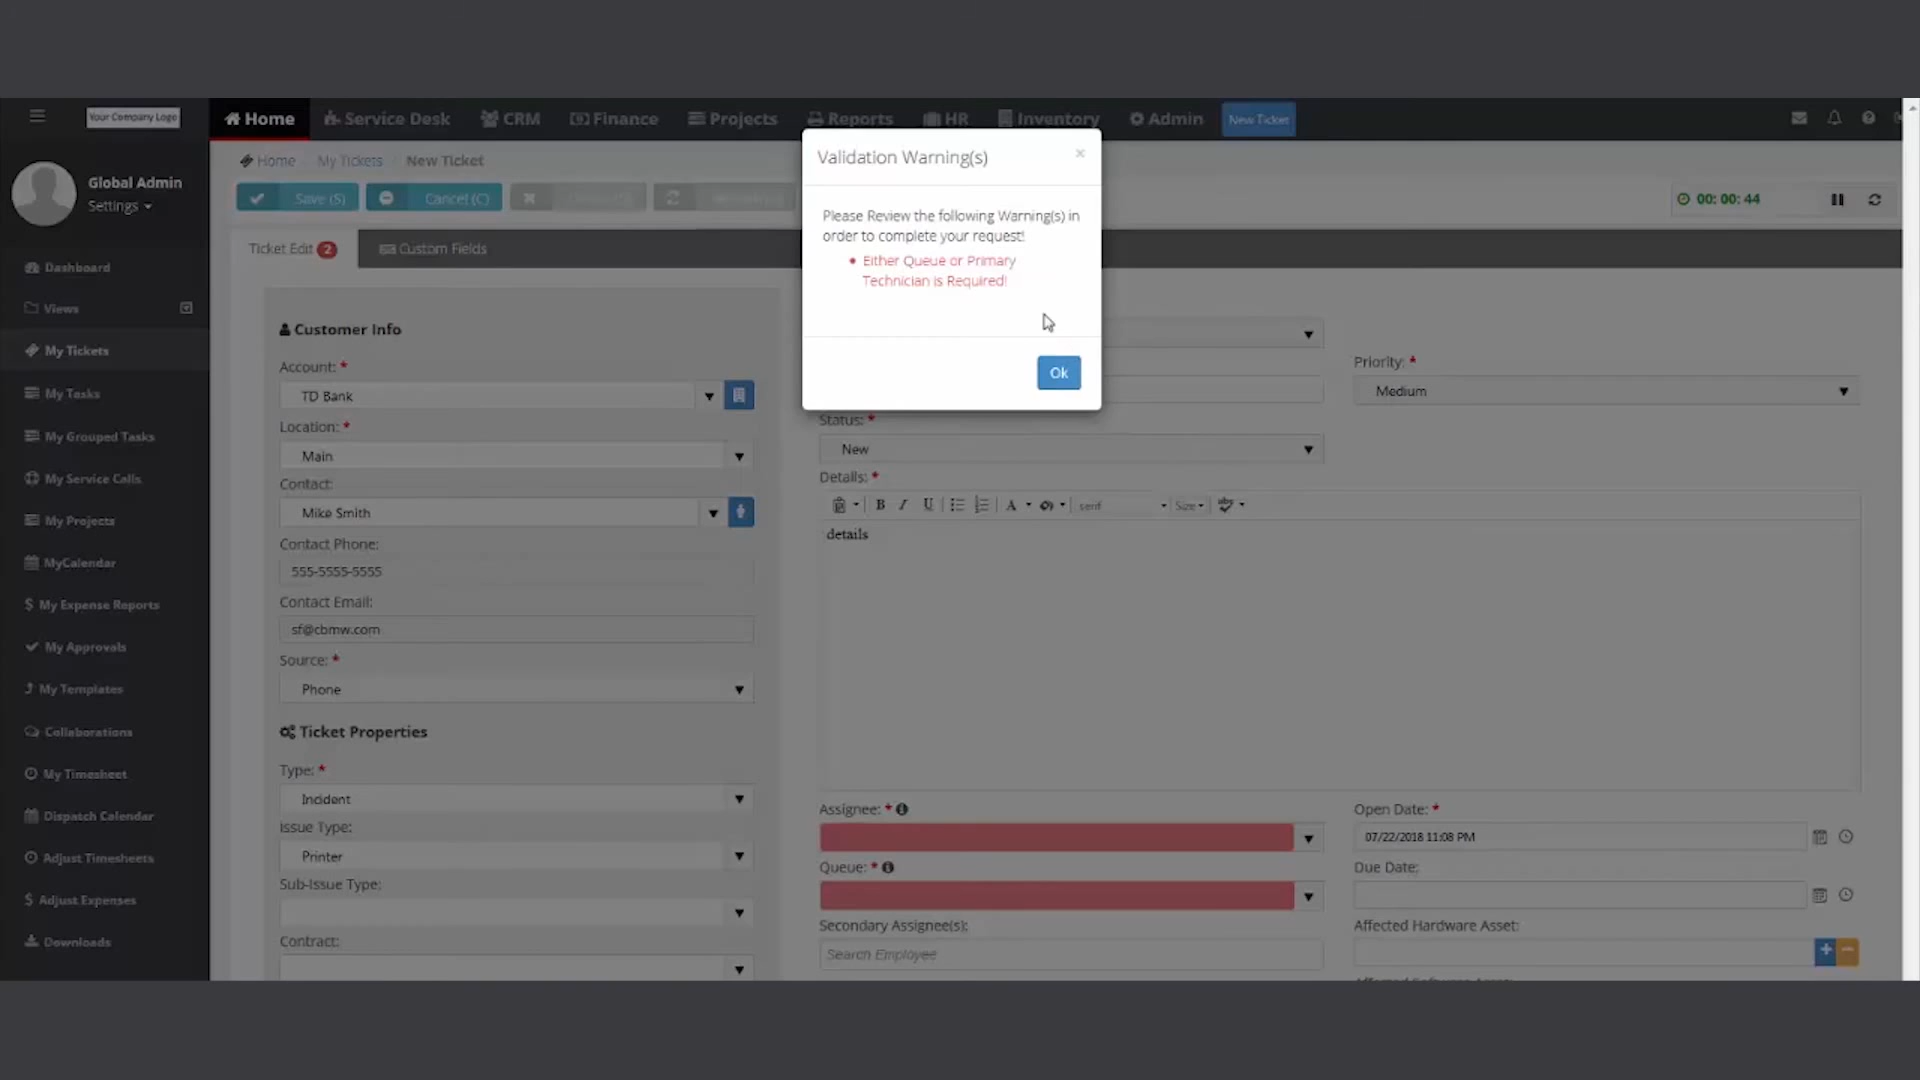 Your Company Logo
Home
Service Desk
CRM
Finance
Projects
Reports
HR
Inventory
Admin
New Ticket
Global Admin
Settings
Home
My Tickets
New Ticket
Save (S)
Cancel (C)
00: 00: 44
Ticket Edit 2
Custom Fields
Validation Warning(s)
×
Please Review the following Warning(s) in
order to complete your request!
Either Queue or Primary
Technician is Required!
Ok
Dashboard
Views
My Tickets
My Tasks
My Grouped Tasks
My Service Calls
My Projects
MyCalendar
My Expense Reports
My Approvals
My Templates
Collaborations
My Timesheet
Dispatch Calendar
Adjust Timesheets
Adjust Expenses
Downloads
Customer Info
Account: *
TD Bank
Location: *
Main
Contact:
Mike Smith
Contact Phone:
555-5555-5555
Contact Email:
sf@cbmw.com
Source: *
Phone
Ticket Properties
Type: *
Incident
Issue Type:
Printer
Sub-Issue Type:
Contract:
Priority: *
Medium
Status: *
New
Details: *
B I U A serif Size
details
Assignee: *
Queue: *
Secondary Assignee(s):
Search Employee
Open Date: *
07/22/2018 11:08 PM
Due Date:
Affected Hardware Asset: